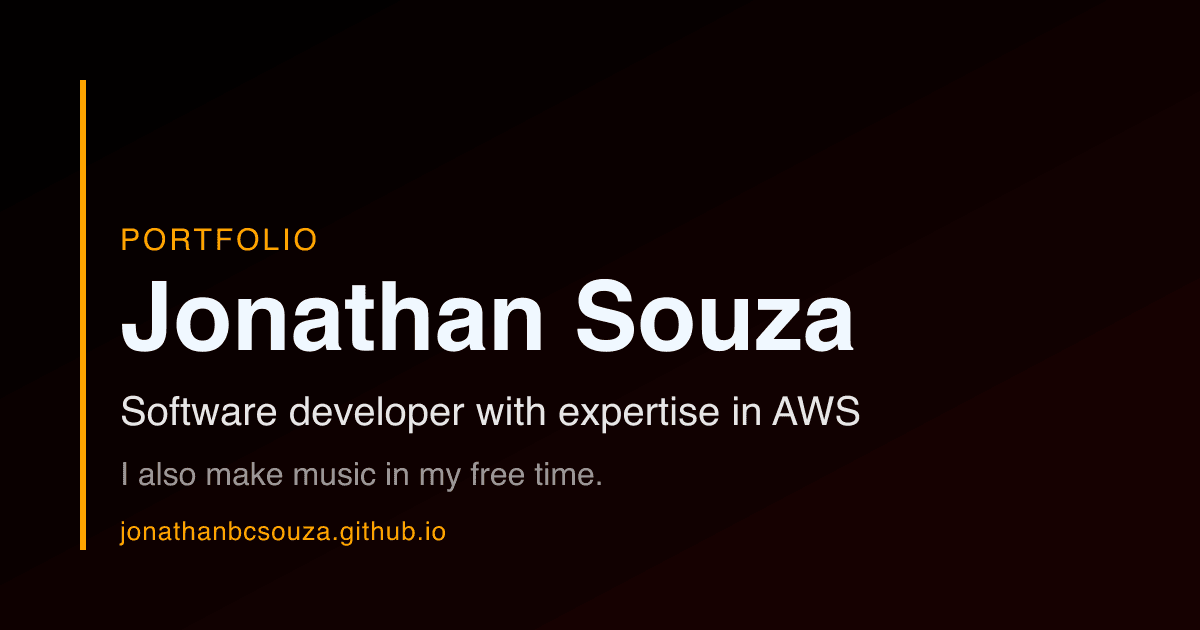 PORTFOLIO
Jonathan Souza
Software developer with expertise in AWS
I also make music in my free time.
jonathanbcsouza.github.io